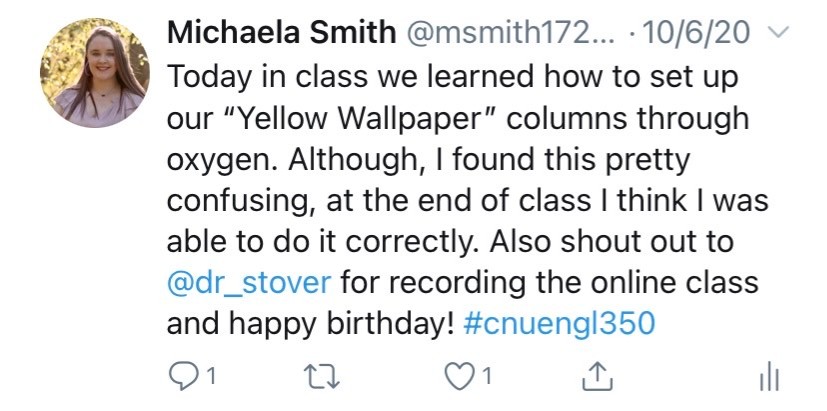 Michaela Smith @msmith172... · 10/6/20
Today in class we learned how to set up
our “Yellow Wallpaper” columns through
oxygen. Although, I found this pretty
confusing, at the end of class I think I was
able to do it correctly. Also shout out to
@dr_stover for recording the online class
and happy birthday! #cnuengl350
1 1